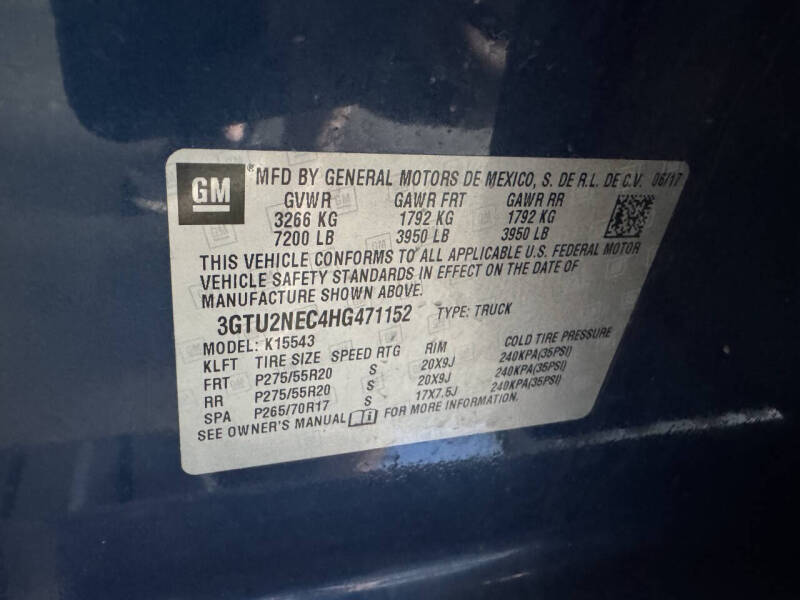 GM ® MFD BY GENERAL MOTORS DE MEXICO, S. DE R.L. DE C.V. 06/17
GVWR GAWR FRT GAWR RR
3266 KG 1792 KG 1792 KG
7200 LB 3950 LB 3950 LB
THIS VEHICLE CONFORMS TO ALL APPLICABLE U.S. FEDERAL MOTOR
VEHICLE SAFETY STANDARDS IN EFFECT ON THE DATE OF
MANUFACTURE SHOWN ABOVE.
3GTU2NEC4HG471152 TYPE: TRUCK
MODEL: K15543
KLFT TIRE SIZE SPEED RTG RIM COLD TIRE PRESSURE
FRT P275/55R20 S 20X9J 240KPA(35PSI)
RR P275/55R20 S 20X9J 240KPA(35PSI)
SPA P265/70R17 S 17X7.5J 240KPA(35PSI)
SEE OWNER'S MANUAL FOR MORE INFORMATION.